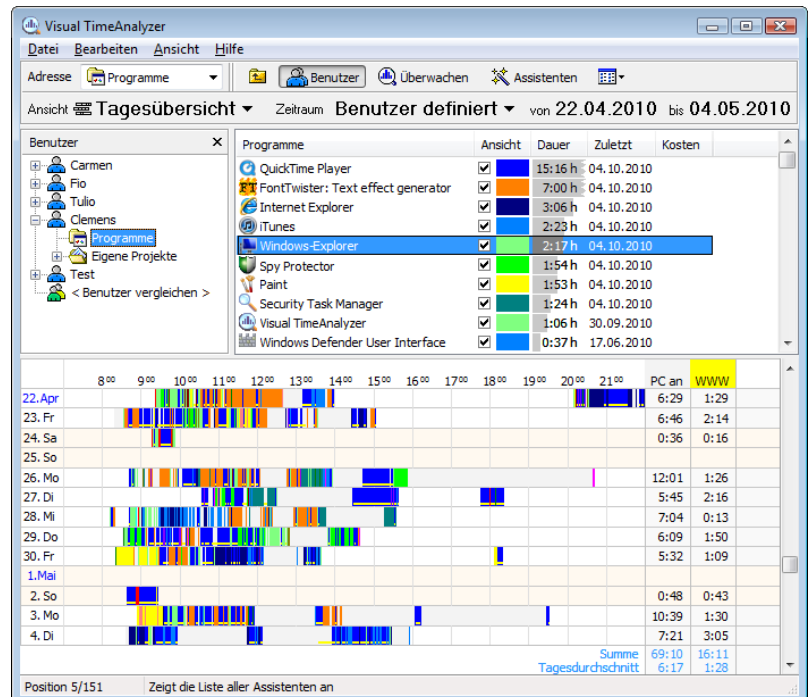 Visual TimeAnalyzer
Datei Bearbeiten Ansicht Hilfe
Adresse Programme Benutzer Überwachen Assistenten
Ansicht Tagesübersicht Zeitraum Benutzer definiert von 22.04.2010 bis 04.05.2010
Benutzer x
Carmen
Fio
Tulio
Clemens
Programme
Eigene Projekte
Test
< Benutzer vergleichen >
Programme Ansicht Dauer Zuletzt Kosten
QuickTime Player 15:16 h 04.10.2010
FontTwister: Text effect generator 7:00 h 04.10.2010
Internet Explorer 3:06 h 04.10.2010
iTunes 2:23 h 04.10.2010
Windows-Explorer 2:17 h 04.10.2010
Spy Protector 1:54 h 04.10.2010
Paint 1:53 h 04.10.2010
Security Task Manager 1:24 h 04.10.2010
Visual TimeAnalyzer 1:06 h 30.09.2010
Windows Defender User Interface 0:37 h 17.06.2010
8⁰⁰ 9⁰⁰ 10⁰⁰ 11⁰⁰ 12⁰⁰ 13⁰⁰ 14⁰⁰ 15⁰⁰ 16⁰⁰ 17⁰⁰ 18⁰⁰ 19⁰⁰ 20⁰⁰ 21⁰⁰ PC an WWW
22.Apr 6:29 1:29
23. Fr 6:46 2:14
24. Sa 0:36 0:16
25. So
26. Mo 12:01 1:26
27. Di 5:45 2:16
28. Mi 7:04 0:13
29. Do 6:09 1:50
30. Fr 5:32 1:09
1.Mai
2. So 0:48 0:43
3. Mo 10:39 1:30
4. Di 7:21 3:05
Summe 69:10 16:11
Tagesdurchschnitt 6:17 1:28
Position 5/151 Zeigt die Liste aller Assistenten an